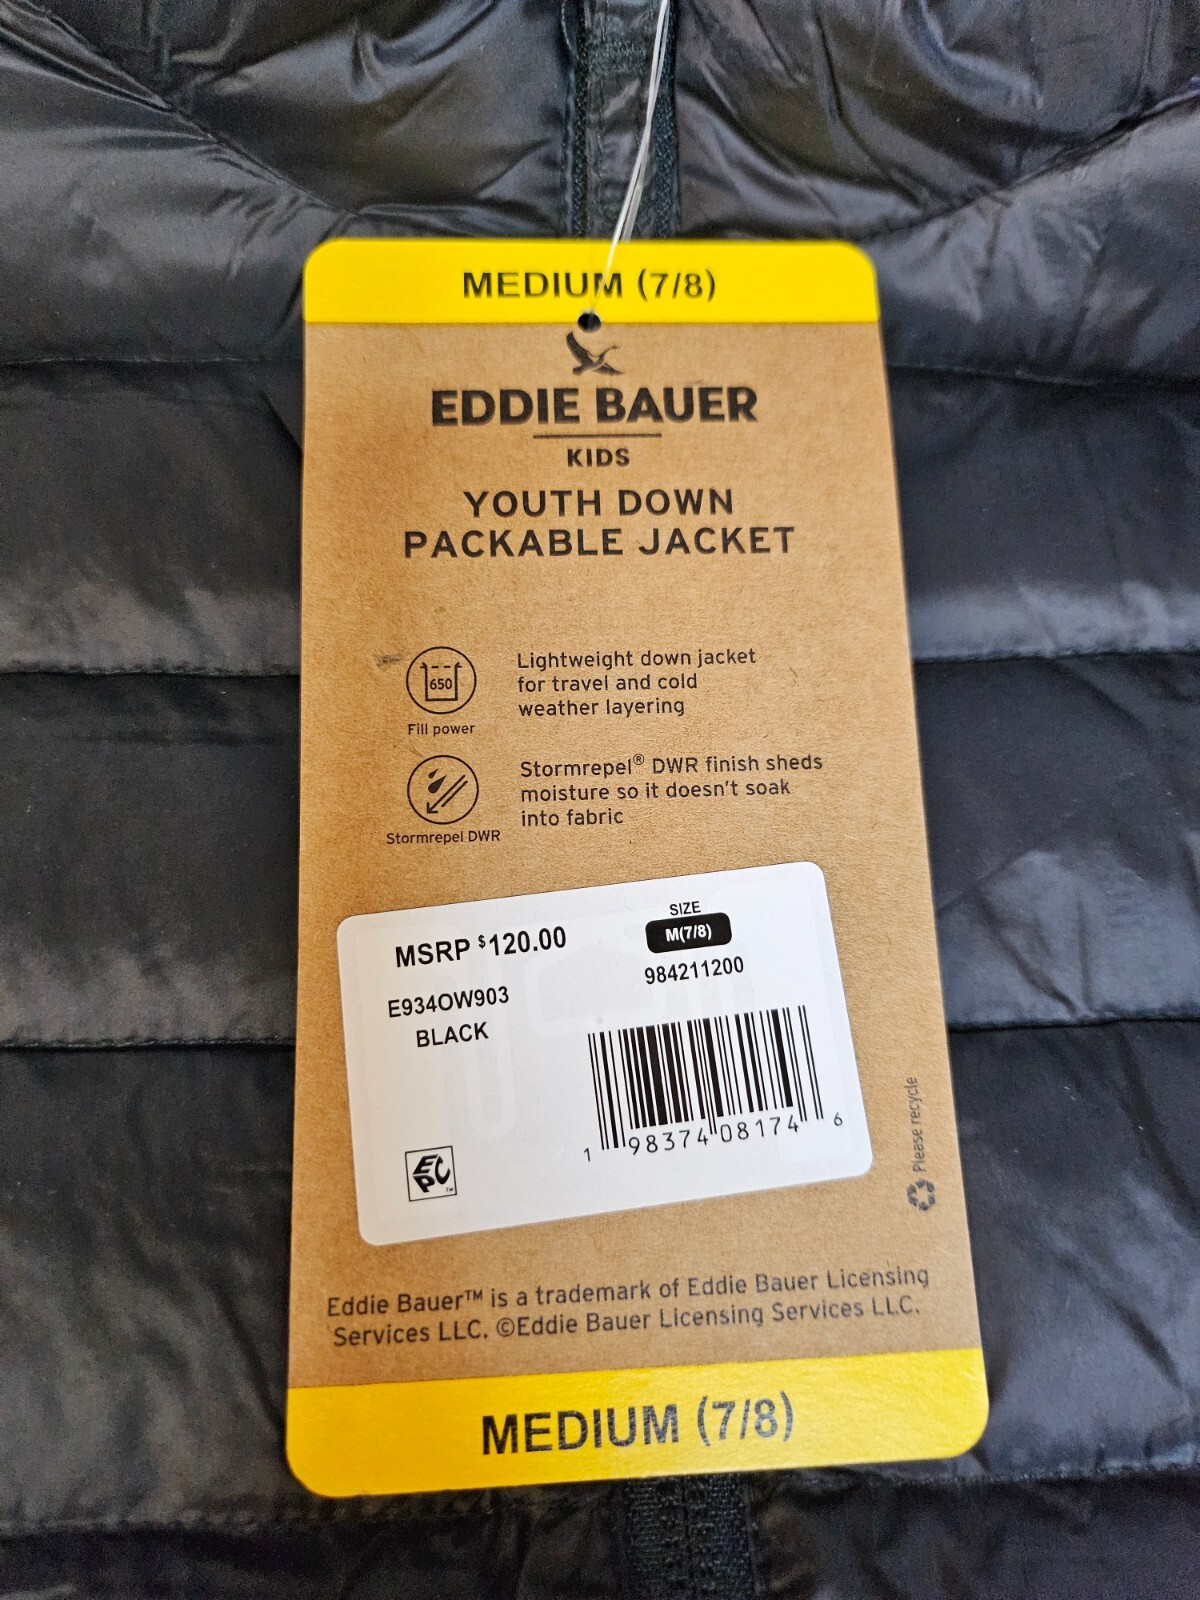 MEDIUM (7/8)
EDDIE BAUER
KIDS
YOUTH DOWN
PACKABLE JACKET
650
Fill power
Lightweight down jacket
for travel and cold
weather layering
Stormrepel DWR
Stormrepel® DWR finish sheds
moisture so it doesn't soak
into fabric
MSRP $120.00
SIZE
M(7/8)
984211200
E934OW903
BLACK
1 98374 08174 6
EPC™
Please recycle
Eddie Bauer™ is a trademark of Eddie Bauer Licensing
Services LLC. ©Eddie Bauer Licensing Services LLC.
MEDIUM (7/8)